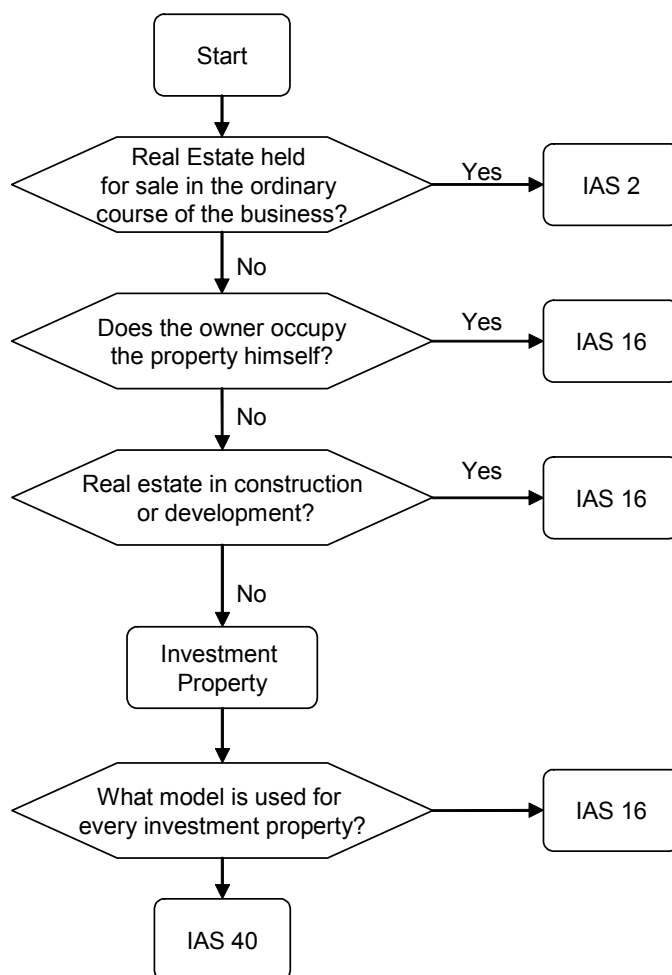 Start
Real Estate held
for sale in the ordinary
course of the business?
Yes
IAS 2
No
Does the owner occupy
the property himself?
Yes
IAS 16
No
Real estate in construction
or development?
Yes
IAS 16
No
Investment
Property
What model is used for
every investment property?
IAS 16
IAS 40